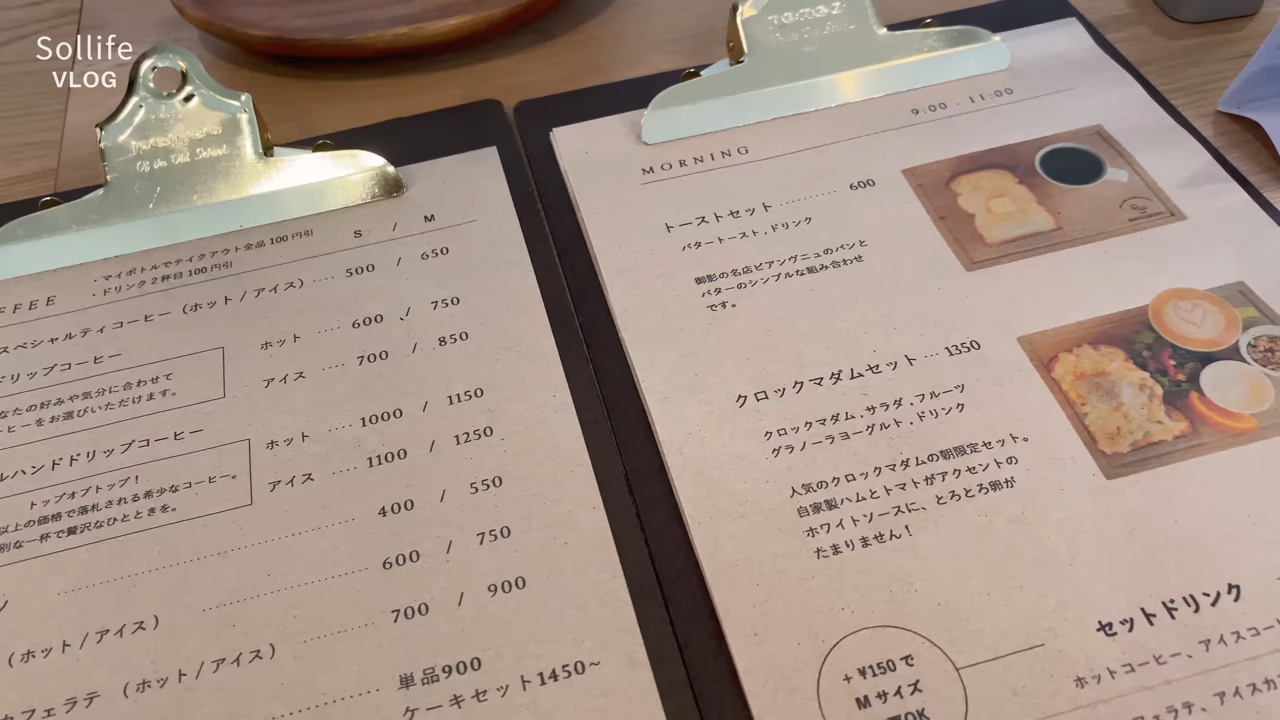 Sollife
VLOG
Of the Old School
FFEE
・マイボトルでテイクアウト全品100円引
・ドリンク2杯目100円引
S / M
スペシャルティコーヒー(ホット/アイス) ···· 500 / 650
ドリップコーヒー
ホット ···· 600 / 750
なたの好みや気分に合わせて
ーヒーをお選びいただけます。
アイス ···· 700 / 850
ルハンドドリップコーヒー
ホット ···· 1000 / 1150
トップオブトップ!
以上の価格で落札される希少なコーヒー。
別な一杯で贅沢なひとときを。
アイス ···· 1100 / 1250
400 / 550
(ホット/アイス) 600 / 750
カフェラテ (ホット/アイス) 700 / 900
単品900
ケーキセット1450~
MORNING 9:00 - 11:00
トーストセット ········· 600
バタートースト , ドリンク
御影の名店ビアンヴニュのパンと
バターのシンプルな組み合わせ
です。
クロックマダムセット ··· 1350
クロックマダム , サラダ , フルーツ
グラノーラヨーグルト , ドリンク
人気のクロックマダムの朝限定セット。
自家製ハムとトマトがアクセントの
ホワイトソースに、とろとろ卵が
たまりません!
セットドリンク
+ ¥150 で
M サイズ
OK
ホットコーヒー、アイスコー
フェラテ、アイスカ